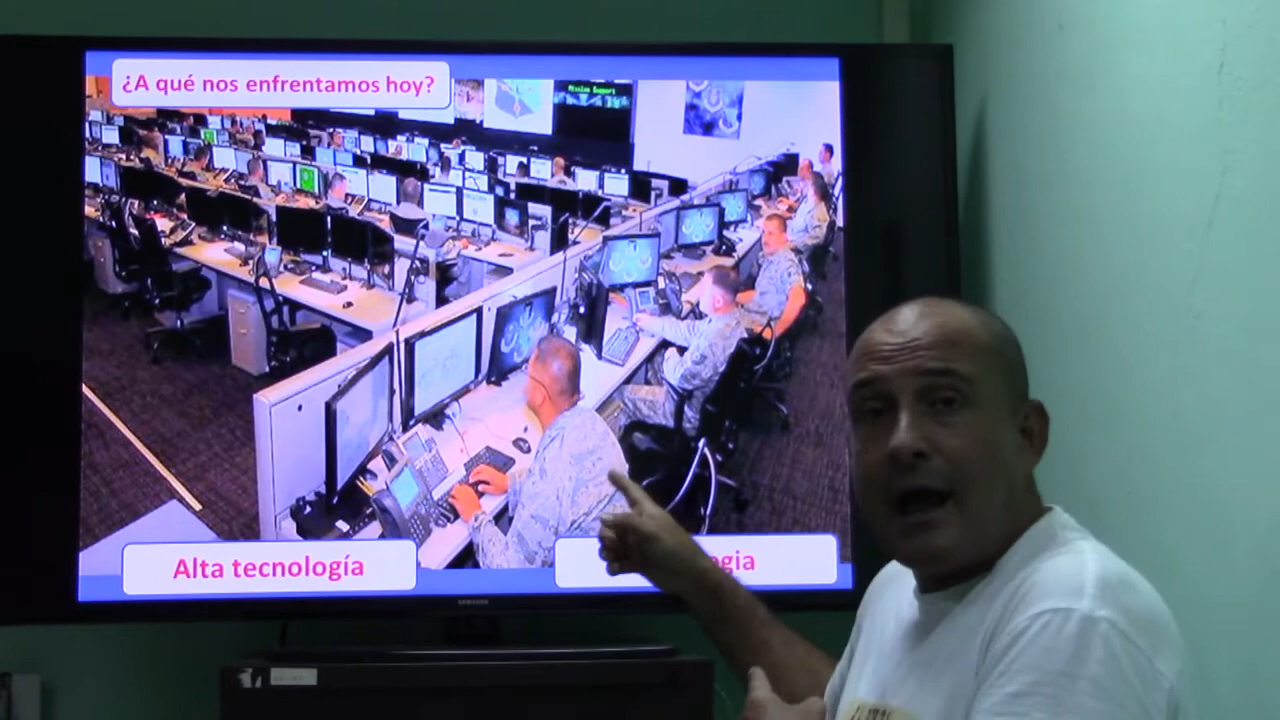 ¿A qué nos enfrentamos hoy?
Mission Support
Alta tecnología
SAMSUNG